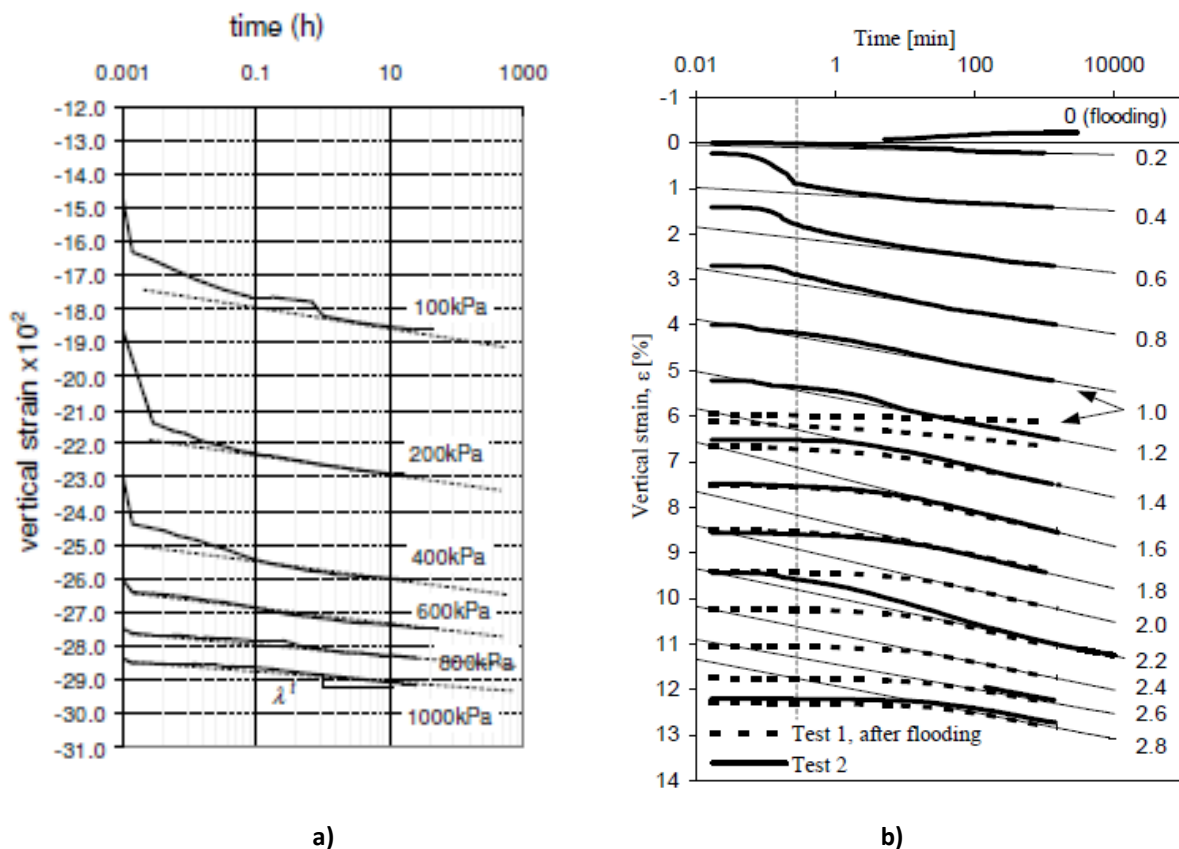 time (h)
0.001 0.1 10 1000
-12.0
-13.0
-14.0
-15.0
-16.0
-17.0
-18.0
-19.0
-20.0
-21.0
-22.0
-23.0
-24.0
-25.0
-26.0
-27.0
-28.0
-29.0
-30.0
-31.0
vertical strain x10²
100kPa
200kPa
400kPa
600kPa
800kPa
1000kPa
a)
Time [min]
0.01 1 100 10000
-1
0
1
2
3
4
5
6
7
8
9
10
11
12
13
14
Vertical strain, ε [%]
0 (flooding)
0.2
0.4
0.6
0.8
1.0
1.2
1.4
1.6
1.8
2.0
2.2
2.4
2.6
2.8
Test 1, after flooding
Test 2
b)